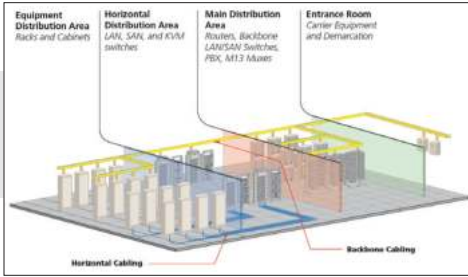 Equipment
Distribution Area
Racks and Cabinets
Horizontal
Distribution Area
LAN, SAN, and KVM
switches
Main Distribution
Area
Routers, Backbone
LAN/SAN Switches,
PBX, M13 Muxes
Entrance Room
Carrier Equipment
and Demarcation
Horizontal Cabling
Backbone Cabling